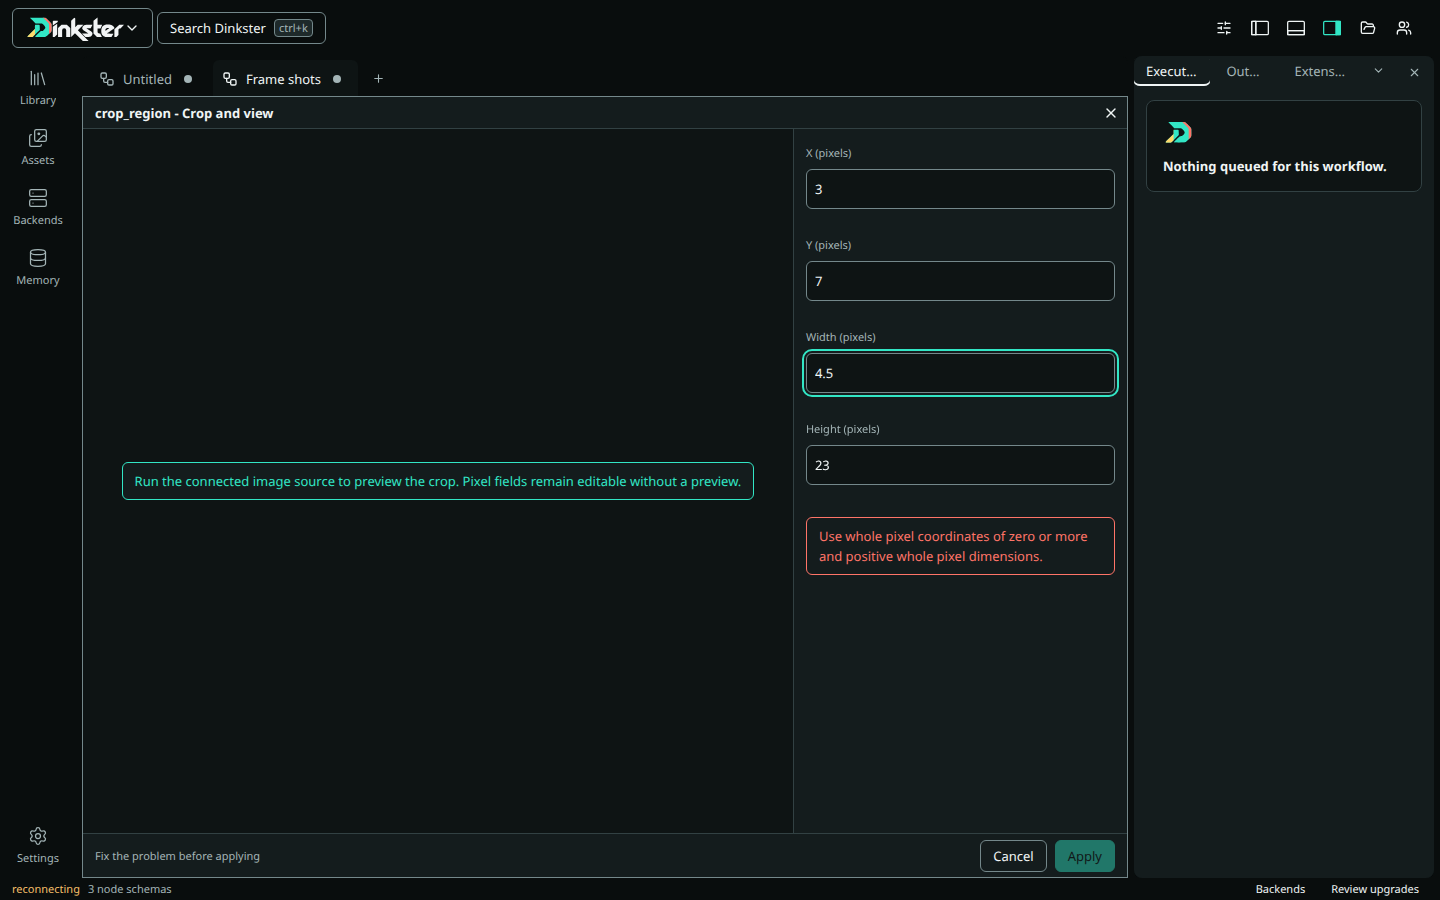 Dinkster
Search Dinkster ctrl+k
Library
Assets
Backends
Memory
Settings
Untitled
Frame shots
crop_region - Crop and view
Run the connected image source to preview the crop. Pixel fields remain editable without a preview.
X (pixels)
3
Y (pixels)
7
Width (pixels)
4.5
Height (pixels)
23
Use whole pixel coordinates of zero or more
and positive whole pixel dimensions.
Fix the problem before applying
Cancel
Apply
Execut...
Out...
Extens...
Nothing queued for this workflow.
reconnecting
3 node schemas
Backends
Review upgrades